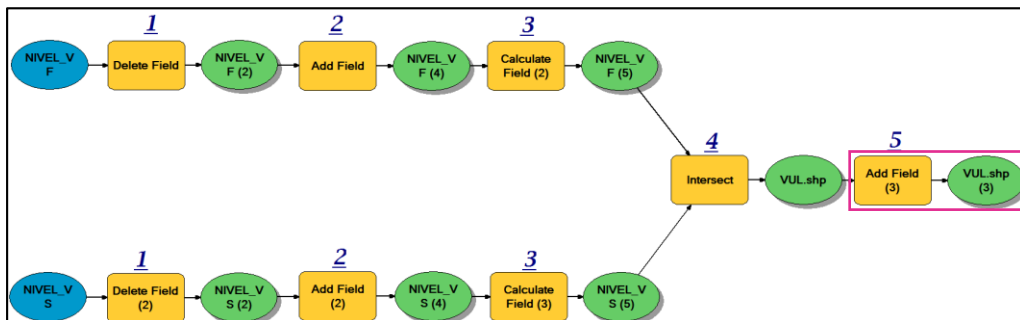 1
2
3
NIVEL_V
F
Delete Field
NIVEL_V
F (2)
Add Field
NIVEL_V
F (4)
Calculate
Field (2)
NIVEL_V
F (5)
4
Intersect
VUL.shp
5
Add Field
(3)
VUL.shp
(3)
1
2
3
NIVEL_V
S
Delete Field
(2)
NIVEL_V
S (2)
Add Field
(2)
NIVEL_V
S (4)
Calculate
Field (3)
NIVEL_V
S (5)